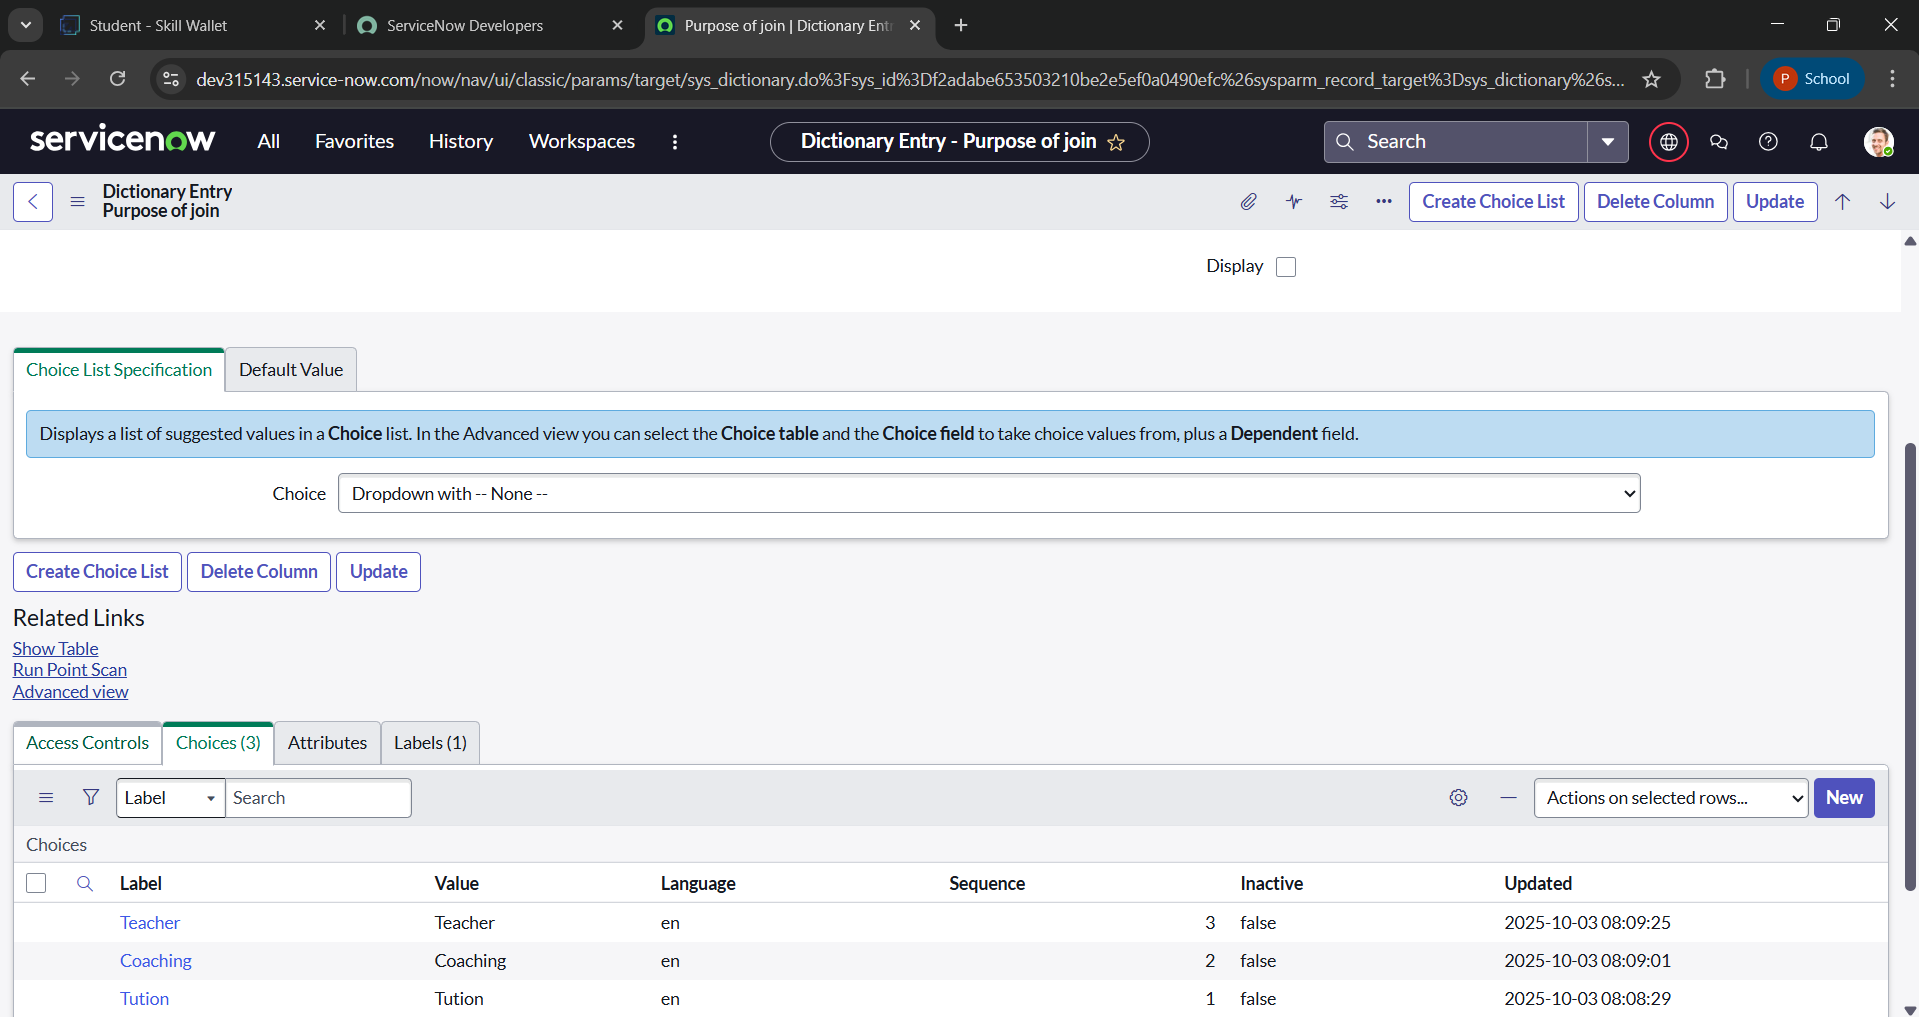 Student - Skill Wallet
ServiceNow Developers
Purpose of join | Dictionary Ent
dev315143.service-now.com/now/nav/ui/classic/params/target/sys_dictionary.do%3Fsys_id%3Df2adabe653503210be2e5ef0a0490efc%26sysparm_record_target%3Dsys_dictionary%26s...
P School
servicenow All Favorites History Workspaces
Dictionary Entry - Purpose of join
Search
Dictionary Entry
Purpose of join
Create Choice List Delete Column Update
Display
Choice List Specification Default Value
Displays a list of suggested values in a Choice list. In the Advanced view you can select the Choice table and the Choice field to take choice values from, plus a Dependent field.
Choice Dropdown with -- None --
Create Choice List Delete Column Update
Related Links
Show Table
Run Point Scan
Advanced view
Access Controls Choices (3) Attributes Labels (1)
Label Search Actions on selected rows... New
Choices
Label Value Language Sequence Inactive Updated
Teacher Teacher en 3 false 2025-10-03 08:09:25
Coaching Coaching en 2 false 2025-10-03 08:09:01
Tution Tution en 1 false 2025-10-03 08:08:29